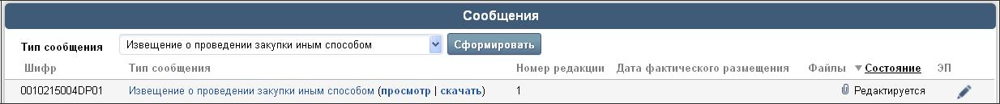 Сообщения
Тип сообщения Извещение о проведении закупки иным способом Сформировать
Шифр Тип сообщения Номер редакции Дата фактического размещения Файлы Состояние ЭП
0010215004DP01 Извещение о проведении закупки иным способом (просмотр | скачать) 1 Редактируется